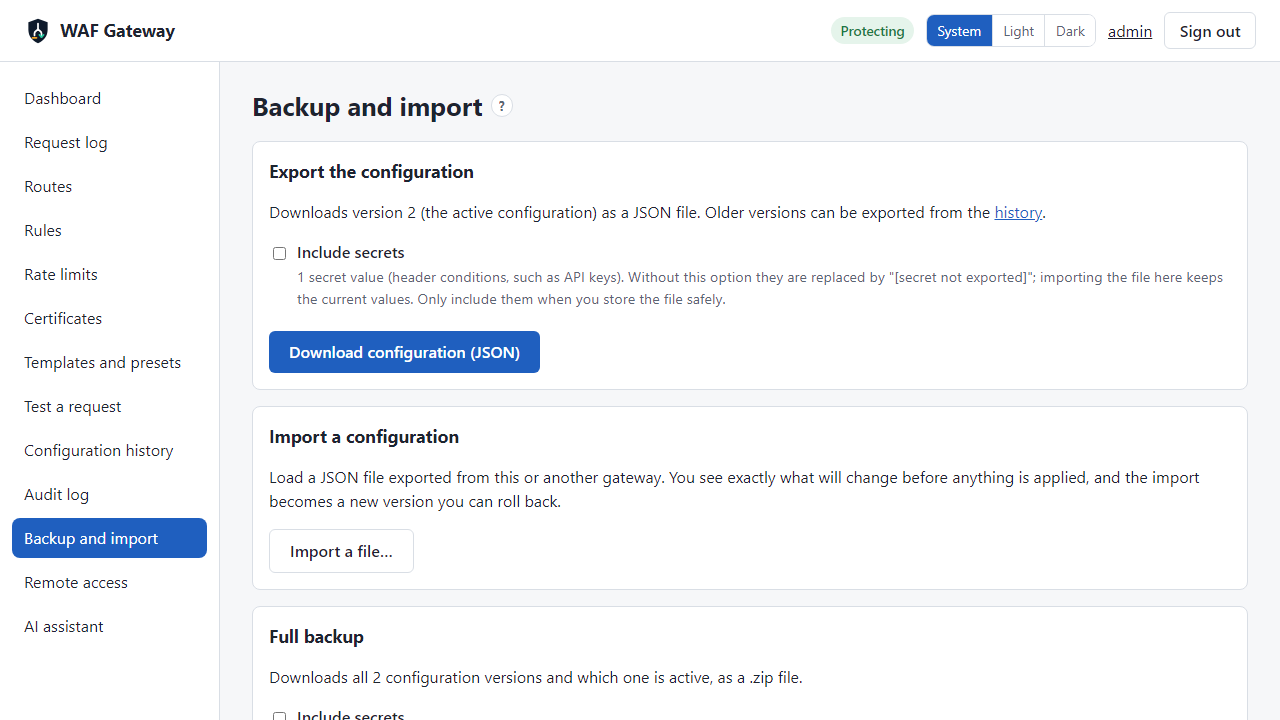 WAF Gateway
Protecting
System
Light
Dark
admin
Sign out
Dashboard
Request log
Routes
Rules
Rate limits
Certificates
Templates and presets
Test a request
Configuration history
Audit log
Backup and import
Remote access
AI assistant
Backup and import ?
Export the configuration
Downloads version 2 (the active configuration) as a JSON file. Older versions can be exported from the history.
Include secrets
1 secret value (header conditions, such as API keys). Without this option they are replaced by "[secret not exported]"; importing the file here keeps
the current values. Only include them when you store the file safely.
Download configuration (JSON)
Import a configuration
Load a JSON file exported from this or another gateway. You see exactly what will change before anything is applied, and the import
becomes a new version you can roll back.
Import a file...
Full backup
Downloads all 2 configuration versions and which one is active, as a .zip file.
Include secrets